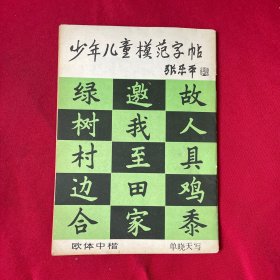 少年儿童模范字帖
张乐平
故人具鸡黍
邀我至田家
绿树村边合
欧体中楷
单晓天写